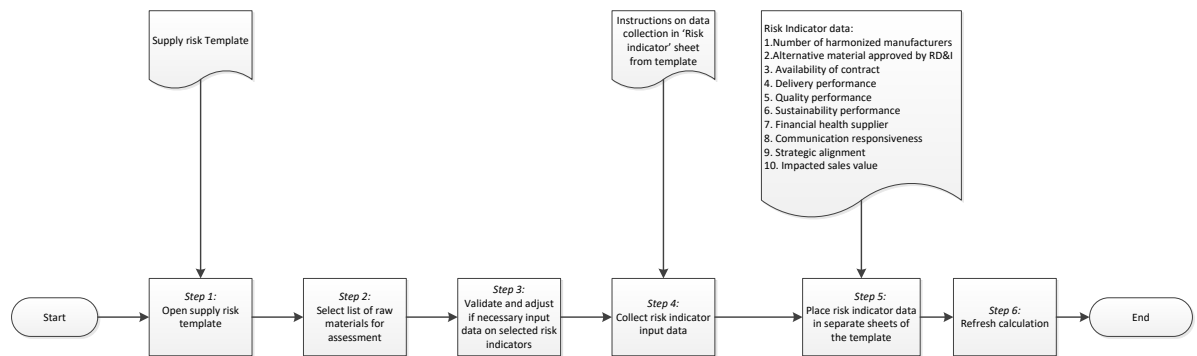 Supply risk Template
Instructions on data
collection in ‘Risk
indicator’ sheet
from template
Risk Indicator data:
1.Number of harmonized manufacturers
2.Alternative material approved by RD&I
3. Availability of contract
4. Delivery performance
5. Quality performance
6. Sustainability performance
7. Financial health supplier
8. Communication responsiveness
9. Strategic alignment
10. Impacted sales value
Start
Step 1:
Open supply risk
template
Step 2:
Select list of raw
materials for
assessment
Step 3:
Validate and adjust
if necessary input
data on selected risk
indicators
Step 4:
Collect risk indicator
input data
Step 5:
Place risk indicator data
in separate sheets of
the template
Step 6:
Refresh calculation
End